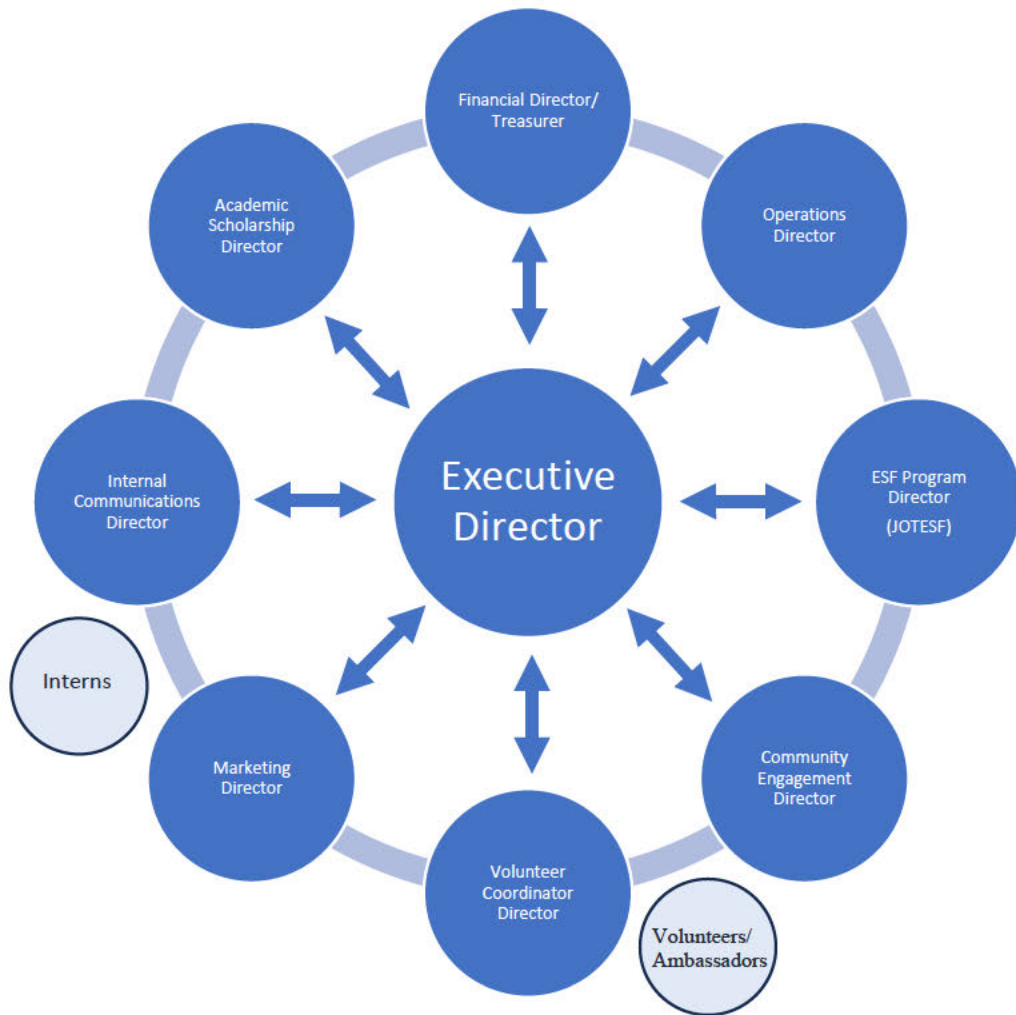 Financial Director/
Treasurer
Academic
Scholarship
Director
Operations
Director
Internal
Communications
Director
Executive
Director
ESF Program
Director
(JOTESF)
Interns
Marketing
Director
Community
Engagement
Director
Volunteer
Coordinator
Director
Volunteers/
Ambassadors